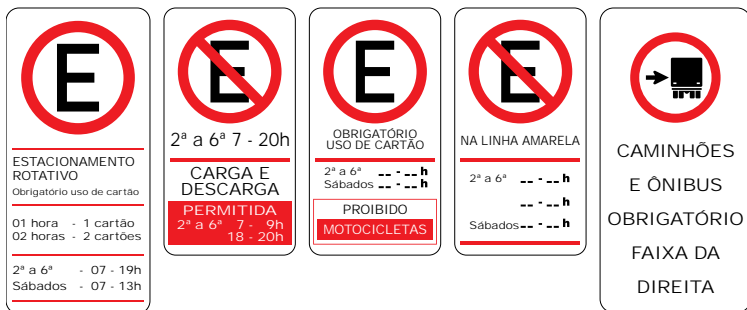 E
ESTACIONAMENTO
ROTATIVO
Obrigatório uso de cartão
01 hora - 1 cartão
02 horas - 2 cartões
2ª a 6ª - 07 - 19h
Sábados - 07 - 13h
E
2ª a 6ª 7 - 20h
CARGA E
DESCARGA
PERMITIDA
2ª a 6ª 7 - 9h
18 - 20h
E
OBRIGATÓRIO
USO DE CARTÃO
2ª a 6ª -- - -- h
Sábados -- - -- h
PROIBIDO
MOTOCICLETAS
E
NA LINHA AMARELA
2ª a 6ª -- - -- h
-- - -- h
Sábados -- - -- h
CAMINHÕES
E ÔNIBUS
OBRIGATÓRIO
FAIXA DA
DIREITA